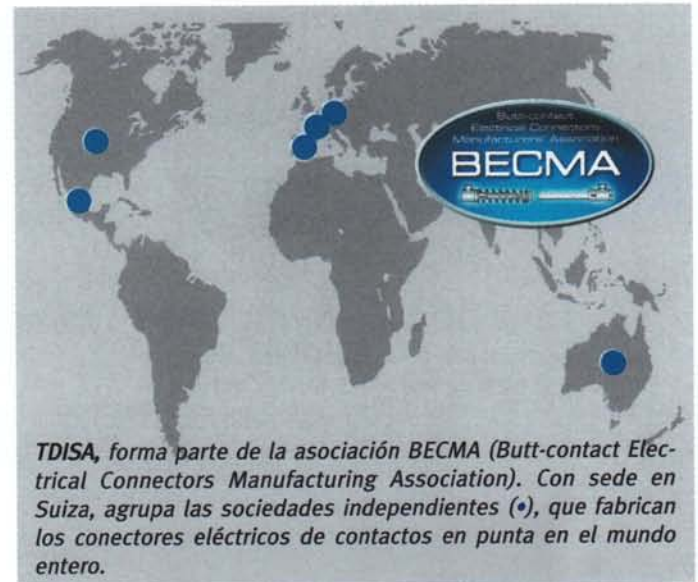 Butt-contact
Electrical Connectors
Manufacturing Association
BECMA
TDISA, forma parte de la asociación BECMA (Butt-contact Elec-
trical Connectors Manufacturing Association). Con sede en
Suiza, agrupa las sociedades independientes (•), que fabrican
los conectores eléctricos de contactos en punta en el mundo
entero.